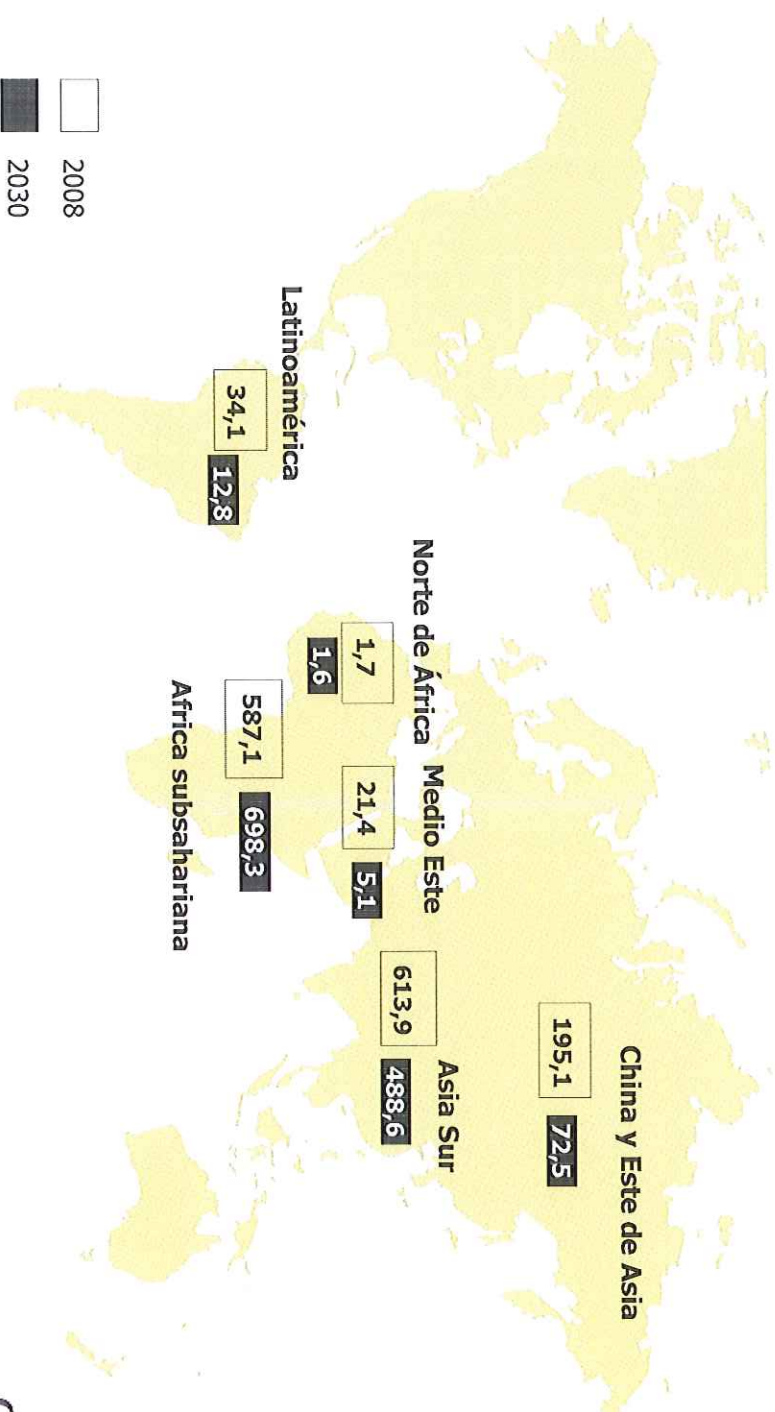 China y Este de Asia
195,1
72,5
Norte de África
Medio Este
Asia Sur
1,7
1,6
21,4
5,1
613,9
488,6
Latinoamérica
34,1
12,8
587,1
698,3
Africa subsahariana
2008
2030